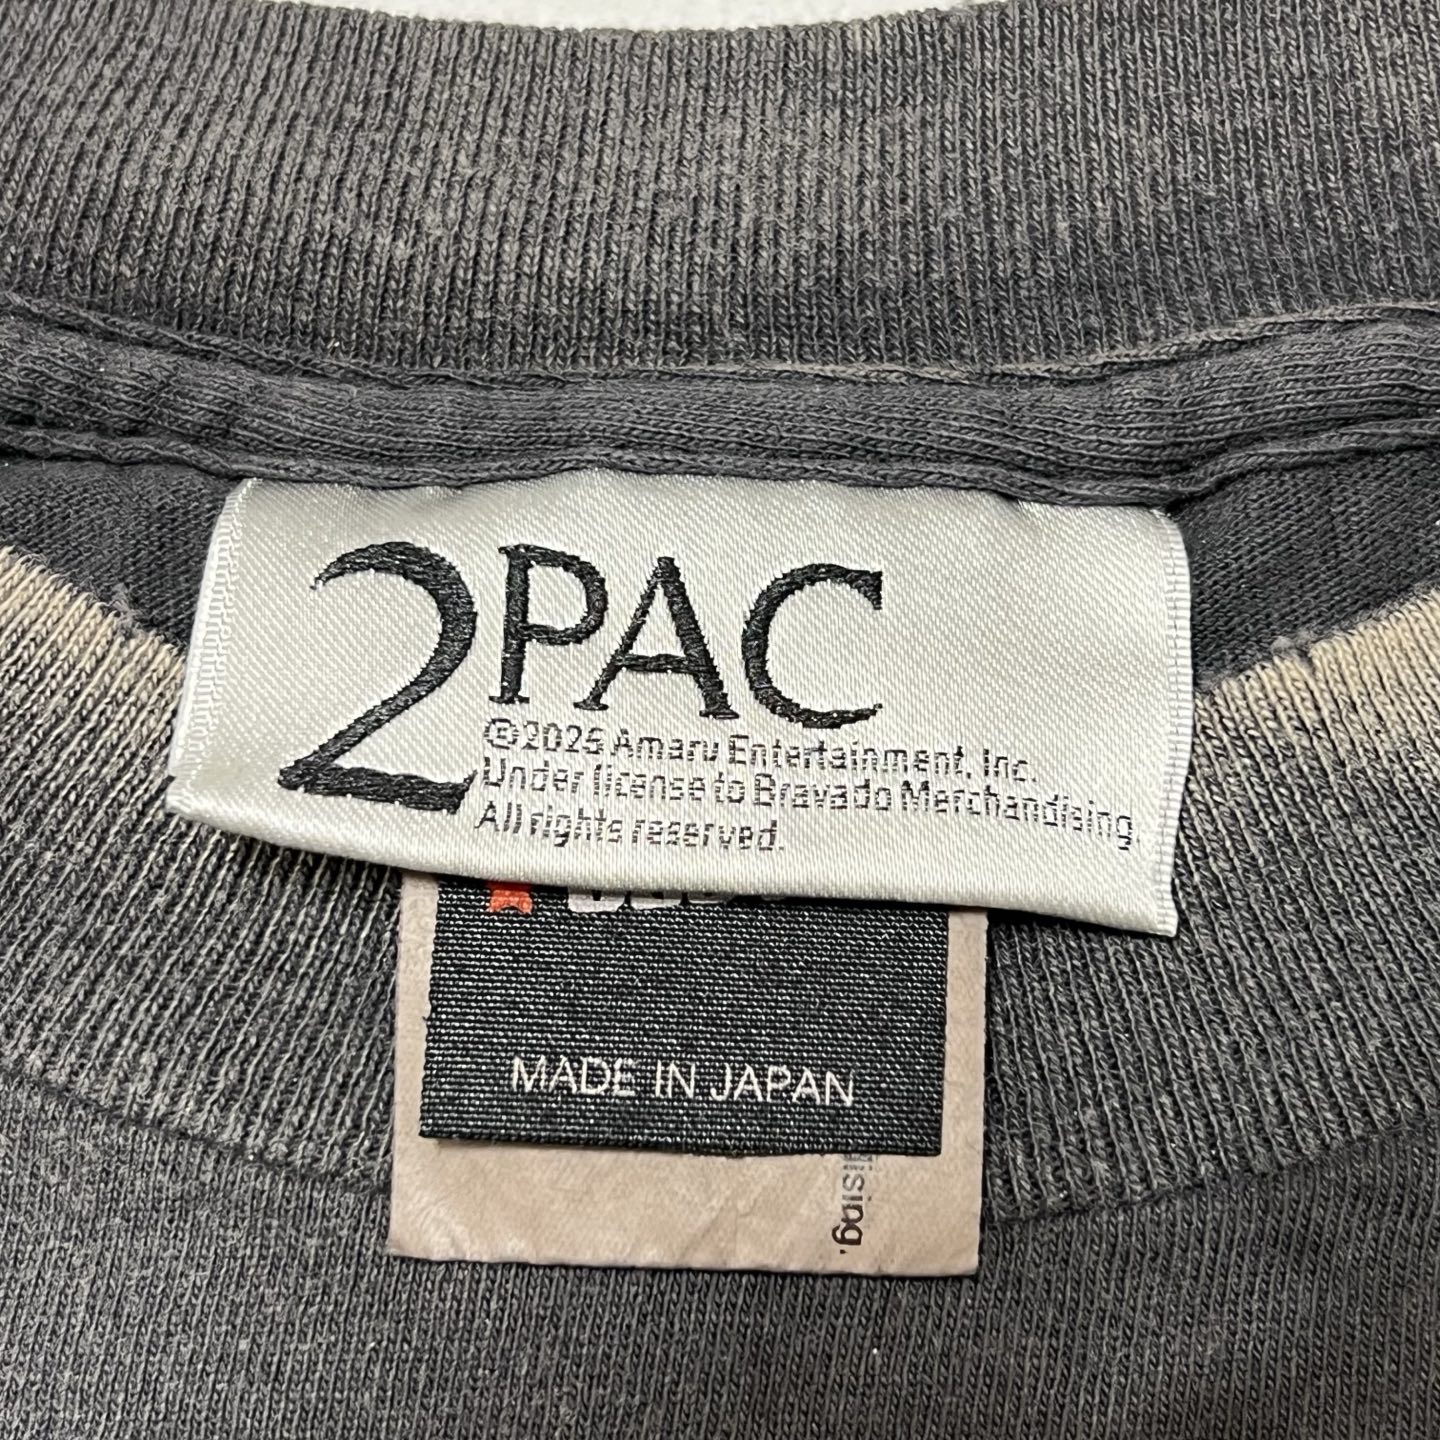 2PAC
©2025 Amaru Entertainment, Inc.
Under license to Bravado Merchandising.
All rights reserved.
MADE IN JAPAN